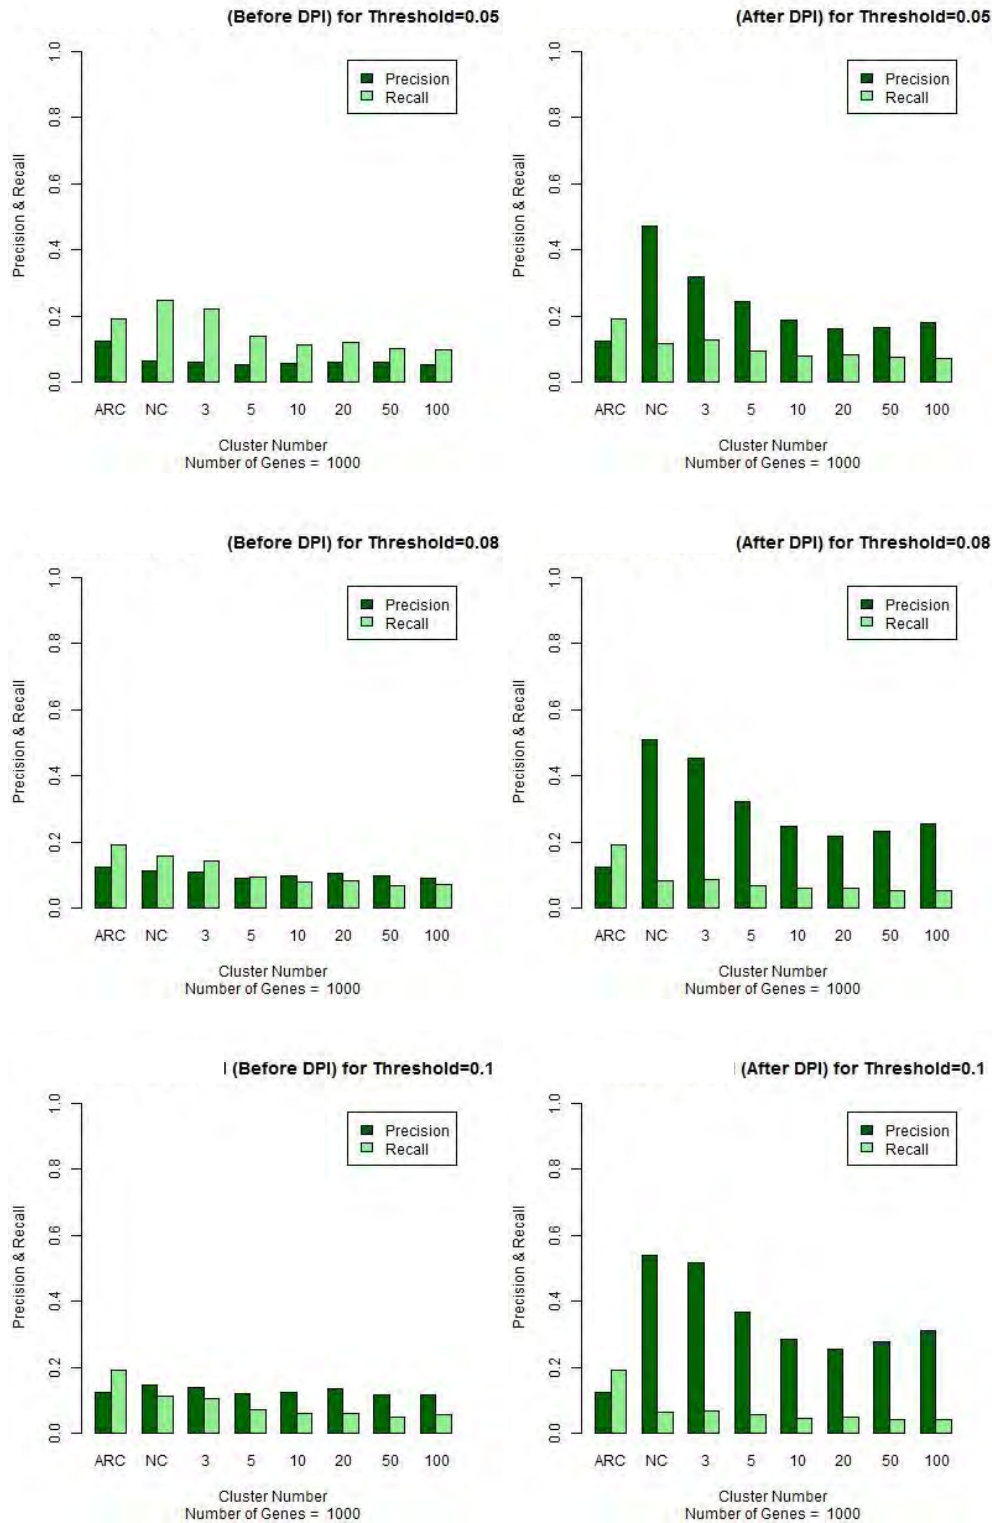 (Before DPI) for Threshold=0.05
Precision & Recall
0.0 0.2 0.4 0.6 0.8 1.0
Precision
Recall
ARC NC 3 5 10 20 50 100
Cluster Number
Number of Genes = 1000
(After DPI) for Threshold=0.05
Precision & Recall
0.0 0.2 0.4 0.6 0.8 1.0
Precision
Recall
ARC NC 3 5 10 20 50 100
Cluster Number
Number of Genes = 1000
(Before DPI) for Threshold=0.08
Precision & Recall
0.0 0.2 0.4 0.6 0.8 1.0
Precision
Recall
ARC NC 3 5 10 20 50 100
Cluster Number
Number of Genes = 1000
(After DPI) for Threshold=0.08
Precision & Recall
0.0 0.2 0.4 0.6 0.8 1.0
Precision
Recall
ARC NC 3 5 10 20 50 100
Cluster Number
Number of Genes = 1000
(Before DPI) for Threshold=0.1
Precision & Recall
0.0 0.2 0.4 0.6 0.8 1.0
Precision
Recall
ARC NC 3 5 10 20 50 100
Cluster Number
Number of Genes = 1000
(After DPI) for Threshold=0.1
Precision & Recall
0.0 0.2 0.4 0.6 0.8 1.0
Precision
Recall
ARC NC 3 5 10 20 50 100
Cluster Number
Number of Genes = 1000